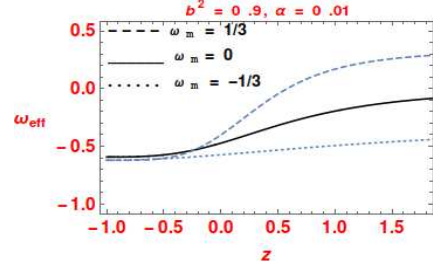 b² = 0 .9, α = 0 .01
ω m = 1/3
ω m = 0
ω m = -1/3
ω eff
0.5
0.0
-0.5
-1.0
-1.0 -0.5 0.0 0.5 1.0 1.5
z